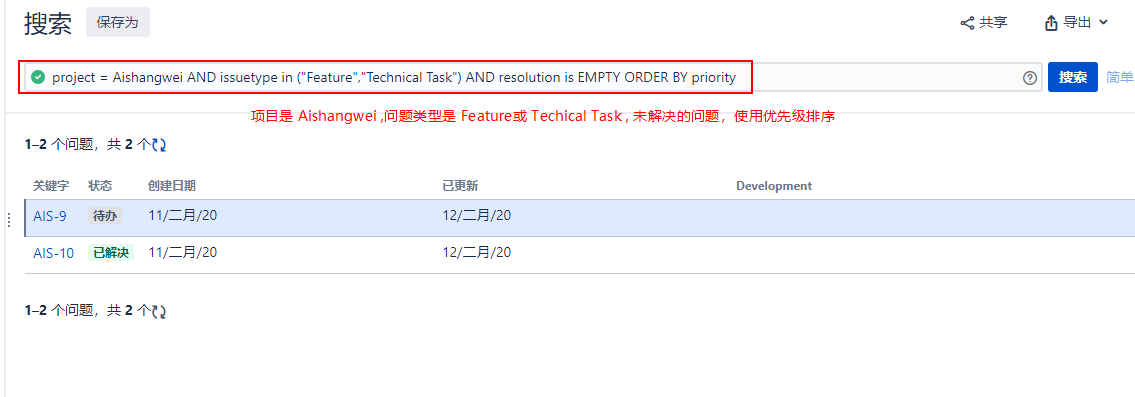 搜索 保存为 共享 导出
project = Aishangwei AND issuetype in ("Feature","Technical Task") AND resolution is EMPTY ORDER BY priority 搜索 简单
项目是 Aishangwei ,问题类型是 Feature或 Techical Task , 未解决的问题，使用优先级排序
1–2 个问题，共 2 个
关键字 状态 创建日期 已更新 Development
AIS-9 待办 11/二月/20 12/二月/20
AIS-10 已解决 11/二月/20 12/二月/20
1–2 个问题，共 2 个